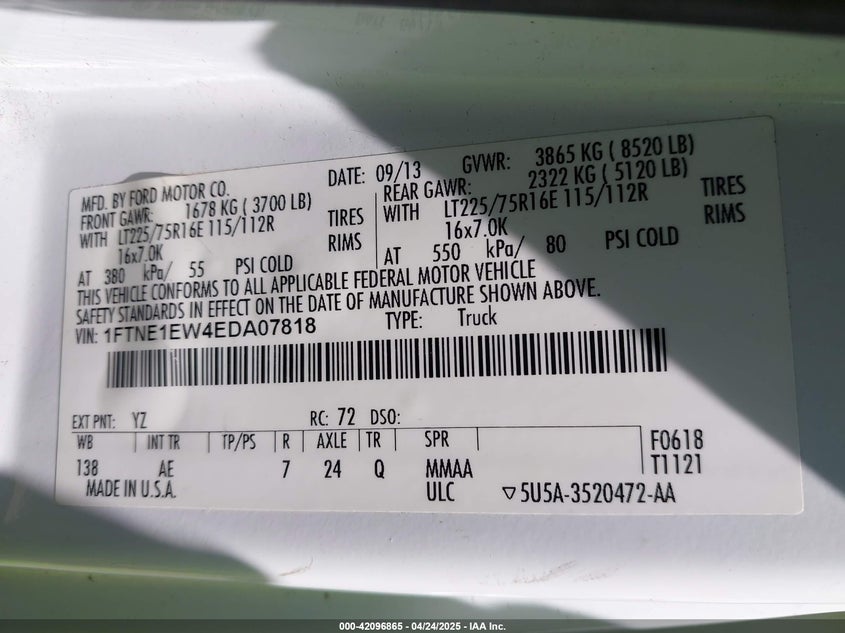 MFD. BY FORD MOTOR CO.
DATE: 09/13
GVWR: 3865 KG ( 8520 LB)
FRONT GAWR: 1678 KG ( 3700 LB)
REAR GAWR: 2322 KG ( 5120 LB)
WITH LT225/75R16E 115/112R TIRES
WITH LT225/75R16E 115/112R TIRES
16x7.0K RIMS
16x7.0K RIMS
AT 380 kPa/ 55 PSI COLD
AT 550 kPa/ 80 PSI COLD
THIS VEHICLE CONFORMS TO ALL APPLICABLE FEDERAL MOTOR VEHICLE
SAFETY STANDARDS IN EFFECT ON THE DATE OF MANUFACTURE SHOWN ABOVE.
VIN: 1FTNE1EW4EDA07818
TYPE: Truck
EXT PNT: YZ RC: 72 DSO:
WB INT TR TP/PS R AXLE TR SPR F0618
138 AE 7 24 Q MMAA T1121
MADE IN U.S.A. ULC ▽5U5A-3520472-AA
000-42096865 - 04/24/2025 - IAA Inc.